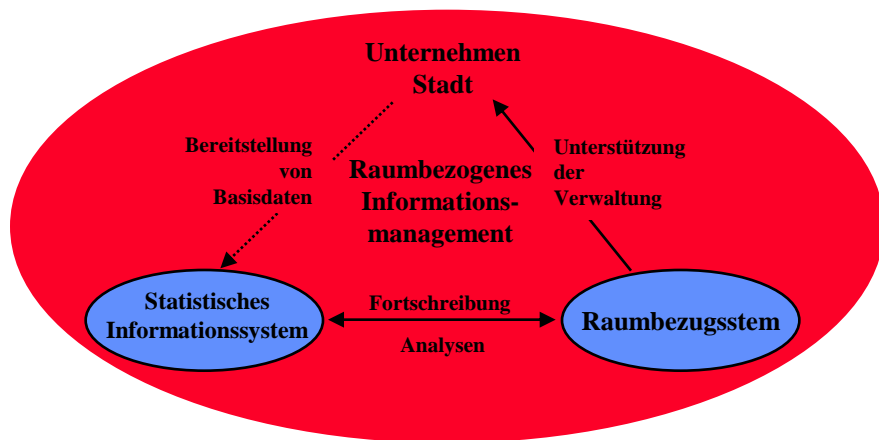 Unternehmen
Stadt
Bereitstellung
von
Basisdaten
Raumbezogenes
Informations-
management
Unterstützung
der
Verwaltung
Statistisches
Informationssystem
Fortschreibung
Analysen
Raumbezugsstem